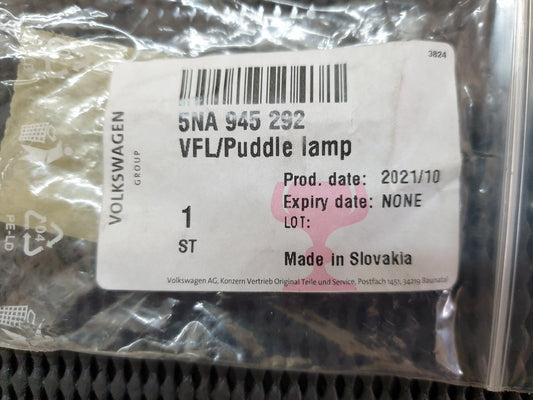 3824
5NA 945 292
VFL/Puddle lamp
VOLKSWAGEN
GROUP
Prod. date: 2021/10
Expiry date: NONE
LOT:
1
ST
Made in Slovakia
Volkswagen AG, Konzern Vertrieb Original Teile und Service, Postfach 1451, 34219 Baunatal
04
PE-LD